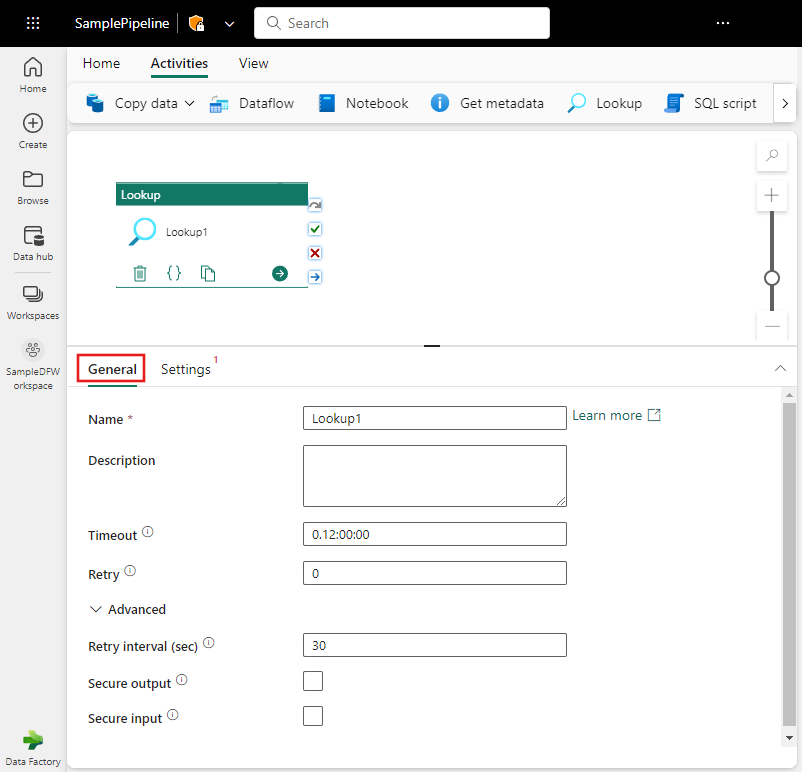 SamplePipeline
Search
Home
Activities
View
Home
Create
Browse
Data hub
Workspaces
SampleDFW
orkspace
Data Factory
Copy data
Dataflow
Notebook
Get metadata
Lookup
SQL script
Lookup
Lookup1
General
Settings 1
Name *
Lookup1
Learn more
Description
Timeout
0.12:00:00
Retry
0
Advanced
Retry interval (sec)
30
Secure output
Secure input